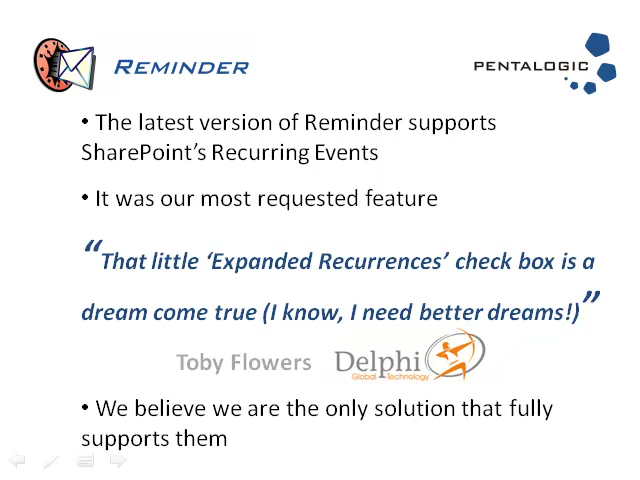 REMINDER
PENTALOGIC
• The latest version of Reminder supports
SharePoint’s Recurring Events
• It was our most requested feature
“That little ‘Expanded Recurrences’ check box is a
dream come true (I know, I need better dreams!)”
Toby Flowers
Delphi
Global Technology
• We believe we are the only solution that fully
supports them